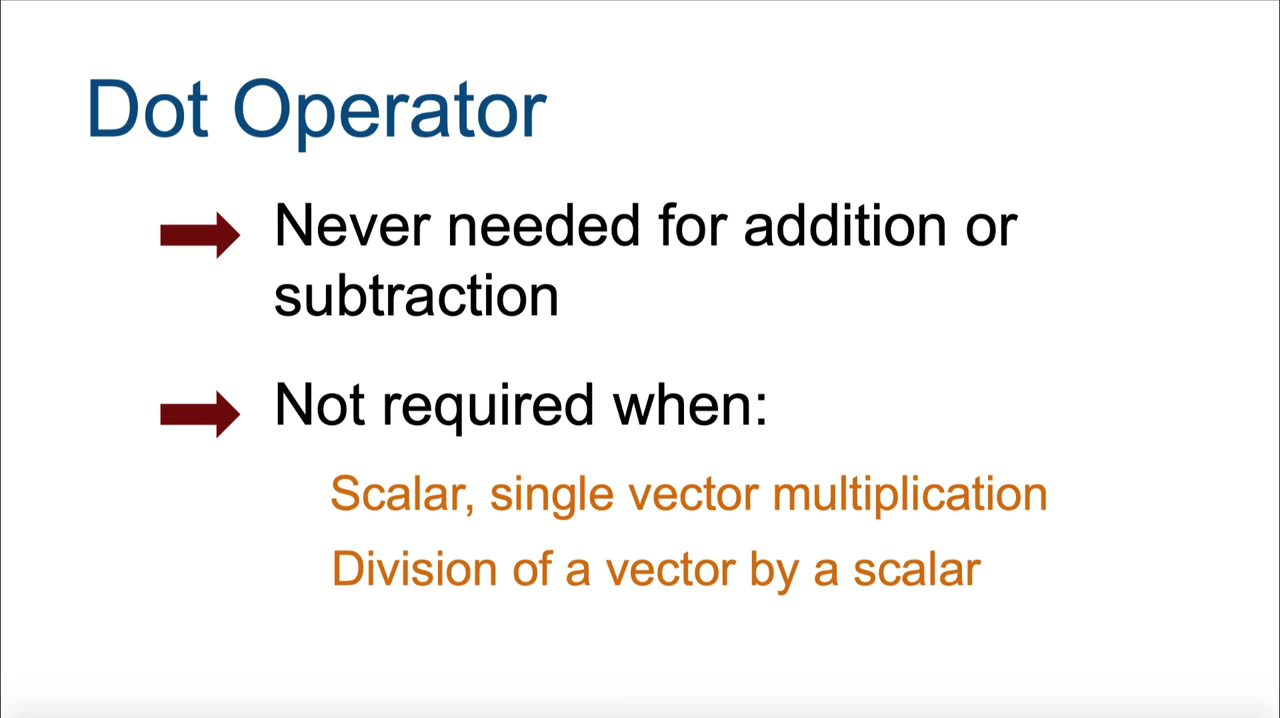 Dot Operator
Never needed for addition or
subtraction
Not required when:
Scalar, single vector multiplication
Division of a vector by a scalar